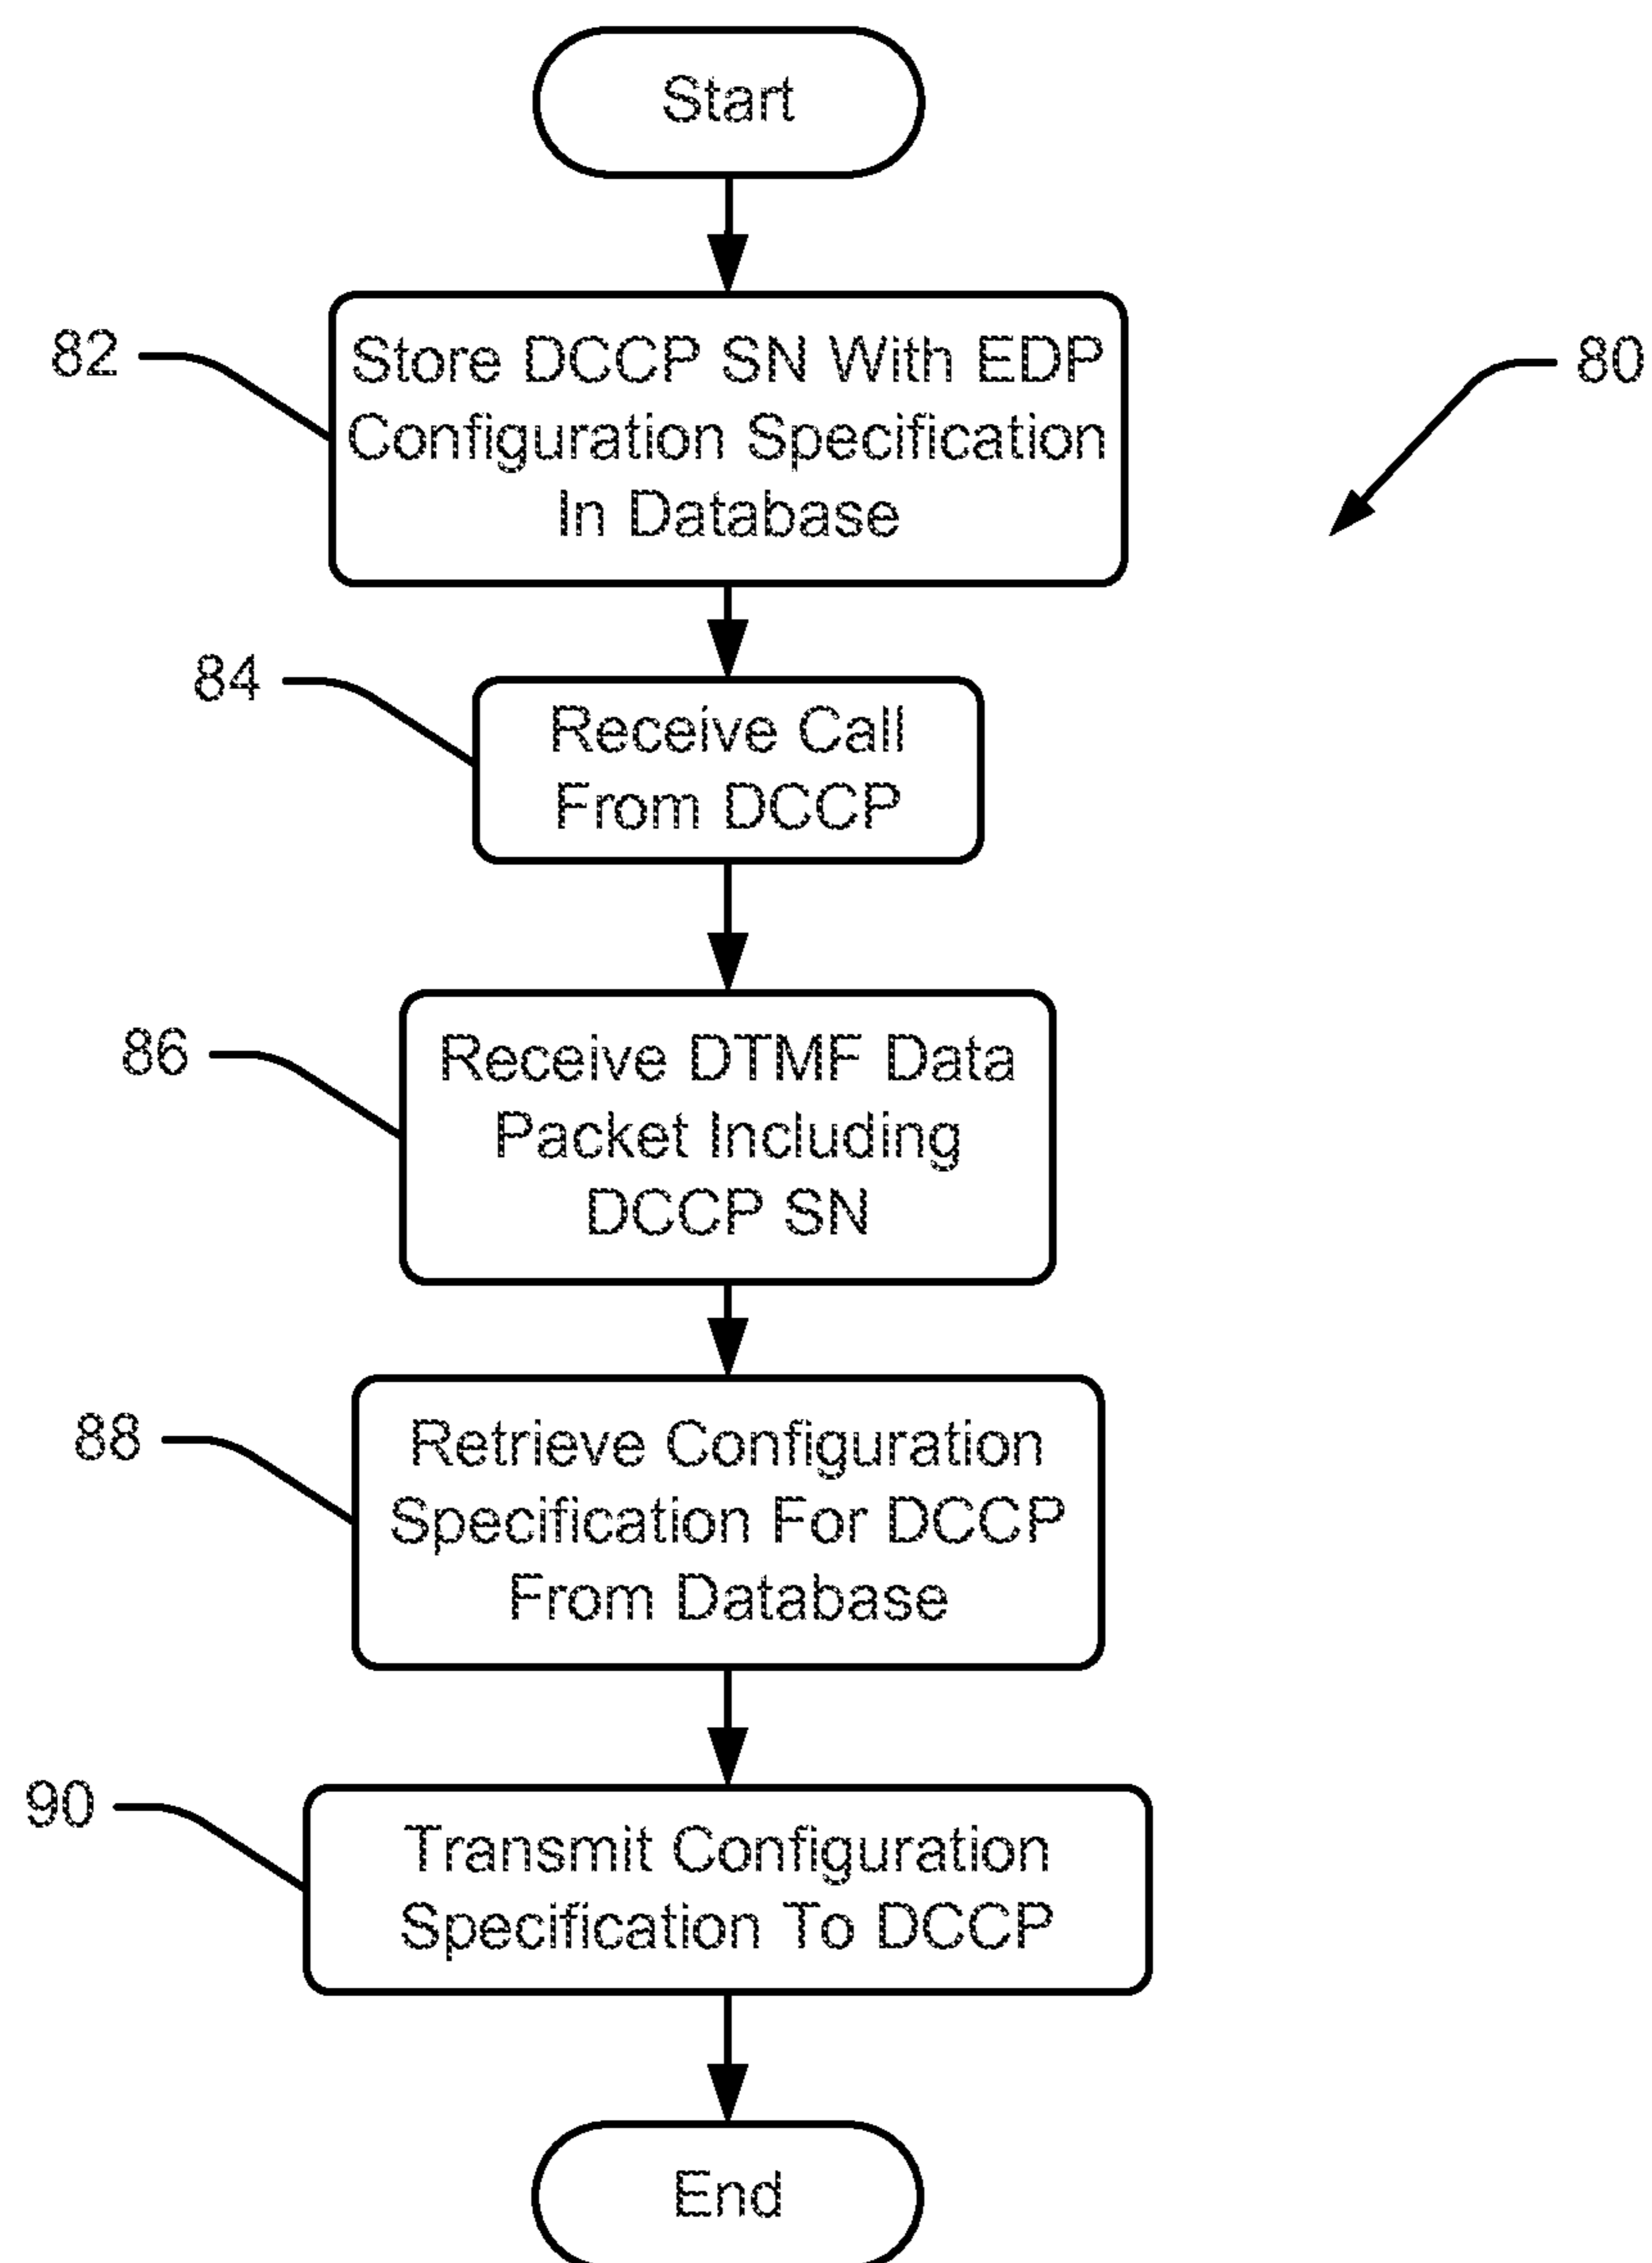 Start
82
Store DCCP SN With EDP
Configuration Specification
In Database
80
84
Receive Call
From DCCP
86
Receive DTMF Data
Packet Including
DCCP SN
88
Retrieve Configuration
Specification For DCCP
From Database
90
Transmit Configuration
Specification To DCCP
End